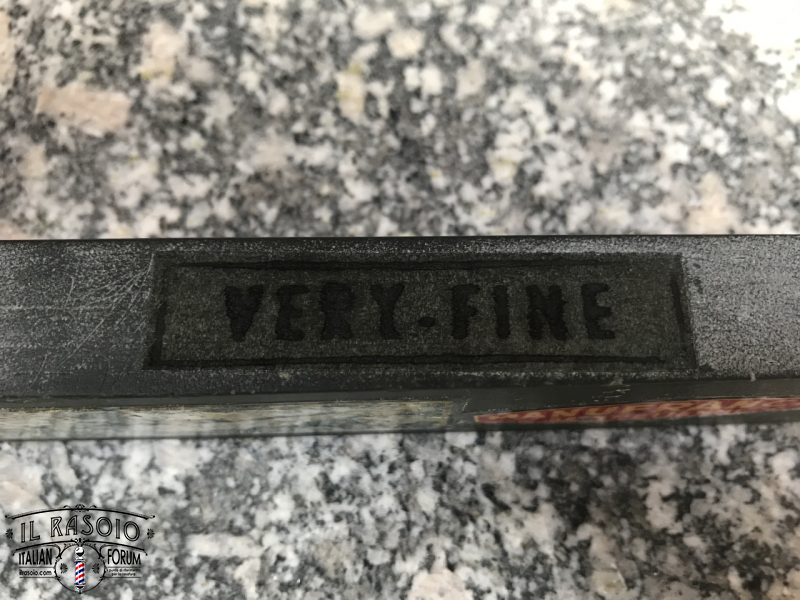 VERY-FINE
IL RASOIO
ITALIAN FORUM
ilrasoio.com